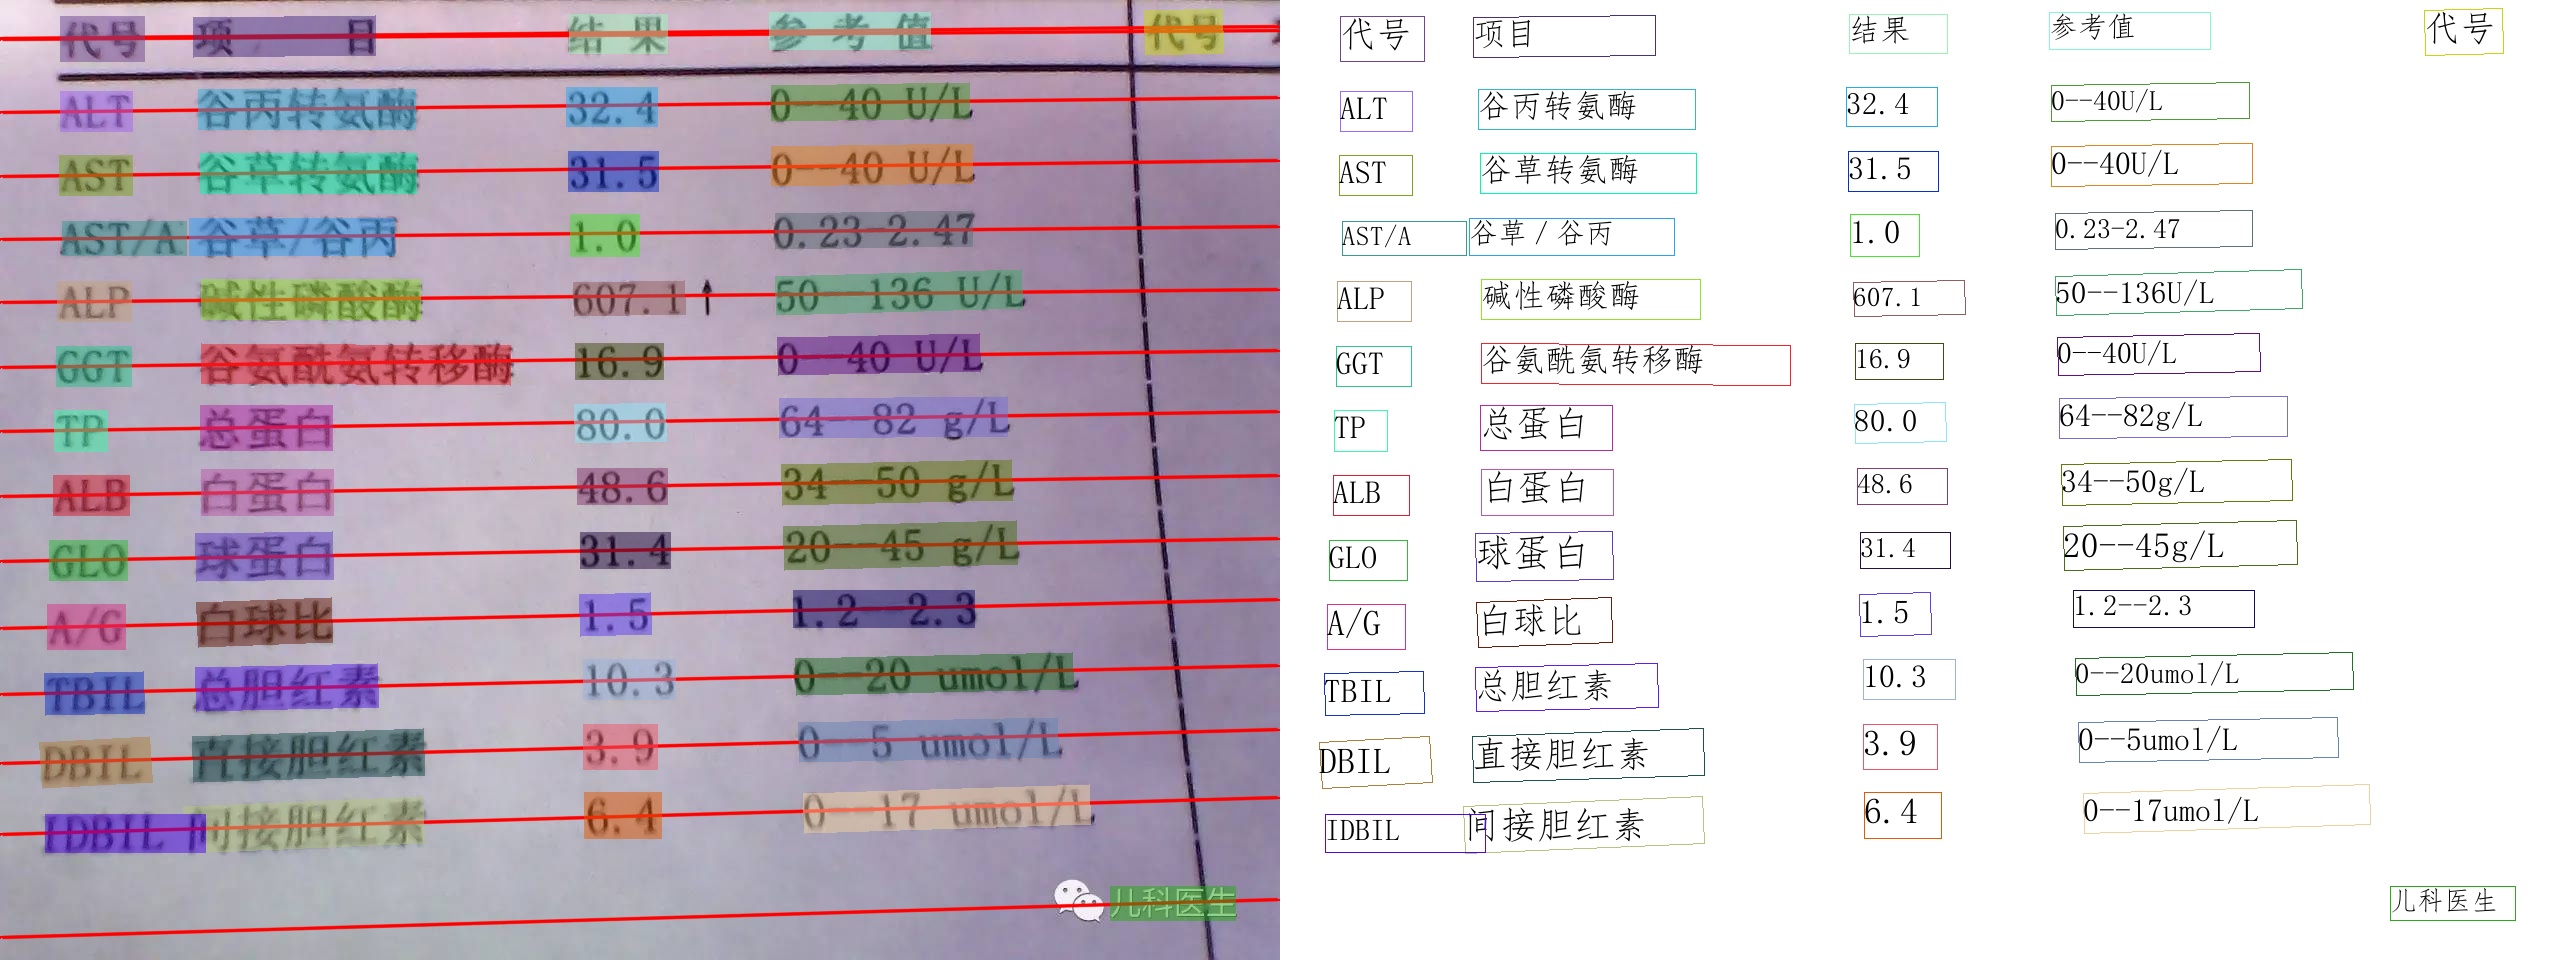 代号 项 目 结 果 参 考 值 代号
ALT 谷丙转氨酶 32.4 0--40 U/L
AST 谷草转氨酶 31.5 0--40 U/L
AST/A 谷草/谷丙 1.0 0.23-2.47
ALP 碱性磷酸酶 607.1 ↑ 50--136 U/L
GGT 谷氨酰氨转移酶 16.9 0--40 U/L
TP 总蛋白 80.0 64--82 g/L
ALB 白蛋白 48.6 34--50 g/L
GLO 球蛋白 31.4 20--45 g/L
A/G 白球比 1.5 1.2--2.3
TBIL 总胆红素 10.3 0--20 umol/L
DBIL 直接胆红素 3.9 0--5 umol/L
IDBIL 间接胆红素 6.4 0--17 umol/L
儿科医生
代号 项目 结果 参考值 代号
ALT 谷丙转氨酶 32.4 0--40U/L
AST 谷草转氨酶 31.5 0--40U/L
AST/A 谷草/谷丙 1.0 0.23-2.47
ALP 碱性磷酸酶 607.1 50--136U/L
GGT 谷氨酰氨转移酶 16.9 0--40U/L
TP 总蛋白 80.0 64--82g/L
ALB 白蛋白 48.6 34--50g/L
GLO 球蛋白 31.4 20--45g/L
A/G 白球比 1.5 1.2--2.3
TBIL 总胆红素 10.3 0--20umol/L
DBIL 直接胆红素 3.9 0--5umol/L
IDBIL 间接胆红素 6.4 0--17umol/L
儿科医生